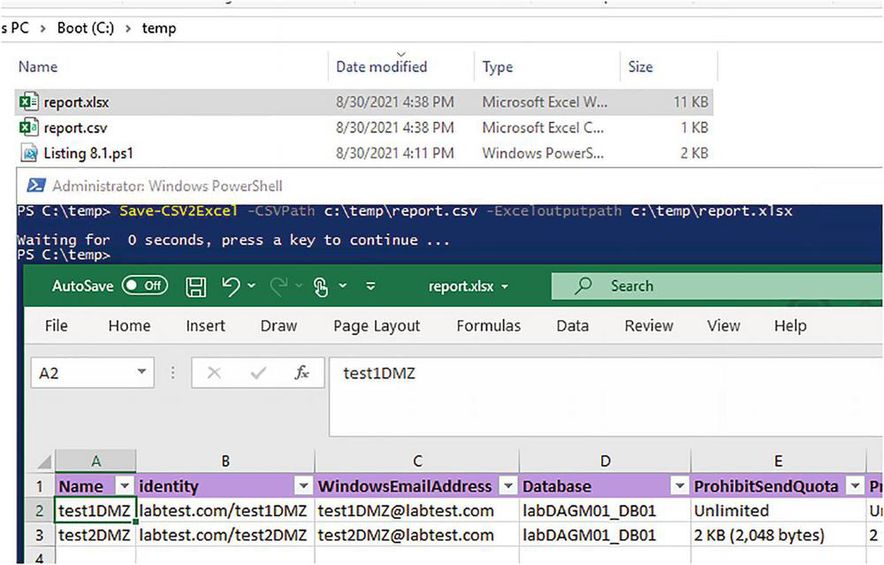 s PC > Boot (C:) > temp
Name Date modified Type Size
report.xlsx 8/30/2021 4:38 PM Microsoft Excel W... 11 KB
report.csv 8/30/2021 4:38 PM Microsoft Excel C... 1 KB
Listing 8.1.ps1 8/30/2021 4:11 PM Windows PowerS... 2 KB
Administrator: Windows PowerShell
PS C:\temp> Save-CSV2Excel -CSVPath c:\temp\report.csv -Exceloutputpath c:\temp\report.xlsx
Waiting for 0 seconds, press a key to continue ...
PS C:\temp>
AutoSave Off report.xlsx Search
File Home Insert Draw Page Layout Formulas Data Review View Help
A2 fx test1DMZ
A B C D E
1 Name identity WindowsEmailAddress Database ProhibitSendQuota
2 test1DMZ labtest.com/test1DMZ test1DMZ@labtest.com labDAGM01_DB01 Unlimited
3 test2DMZ labtest.com/test2DMZ test2DMZ@labtest.com labDAGM01_DB01 2 KB (2,048 bytes) 2
4